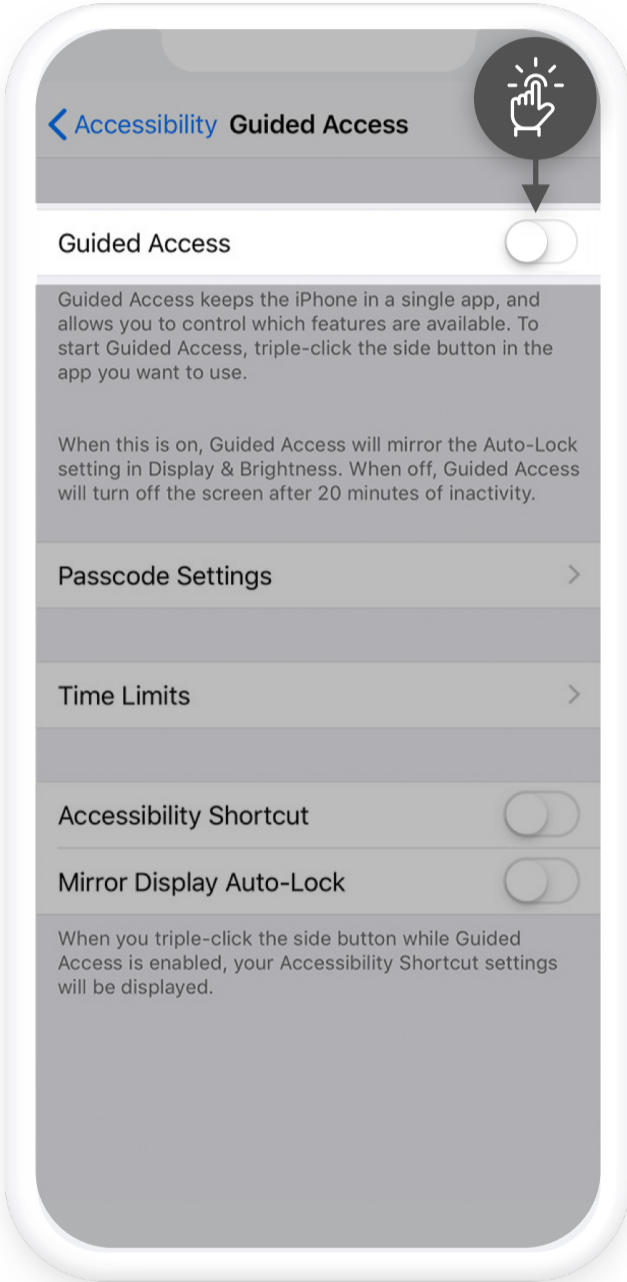 Accessibility Guided Access
Guided Access
Guided Access keeps the iPhone in a single app, and
allows you to control which features are available. To
start Guided Access, triple-click the side button in the
app you want to use.
When this is on, Guided Access will mirror the Auto-Lock
setting in Display & Brightness. When off, Guided Access
will turn off the screen after 20 minutes of inactivity.
Passcode Settings
Time Limits
Accessibility Shortcut
Mirror Display Auto-Lock
When you triple-click the side button while Guided
Access is enabled, your Accessibility Shortcut settings
will be displayed.